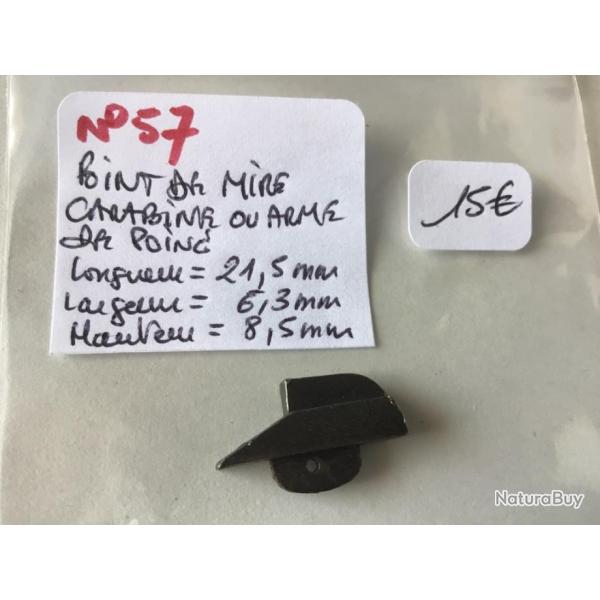 N° 57
POINT DE MIRE
CARABINE OU ARME
DE POING
Longueur = 21,5 mm
Largeur = 6,3 mm
Hauteur = 8,5 mm
15€
NaturaBuy